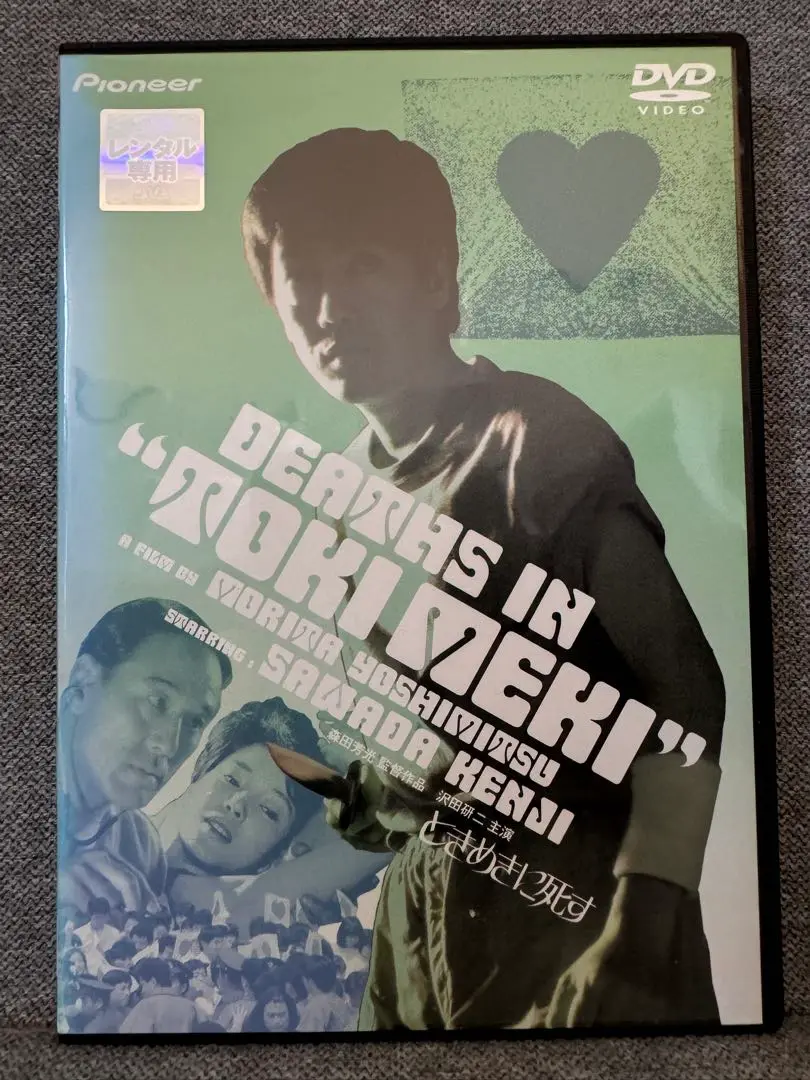 Pioneer
DVD
VIDEO
レンタル
専用
DEATHS IN
"TOKI MEKI"
A FILM BY MORITA YOSHIMITSU
STARRING, SAWADA KENJI
森田芳光 監督作品 沢田研二 主演
ときめきに死す